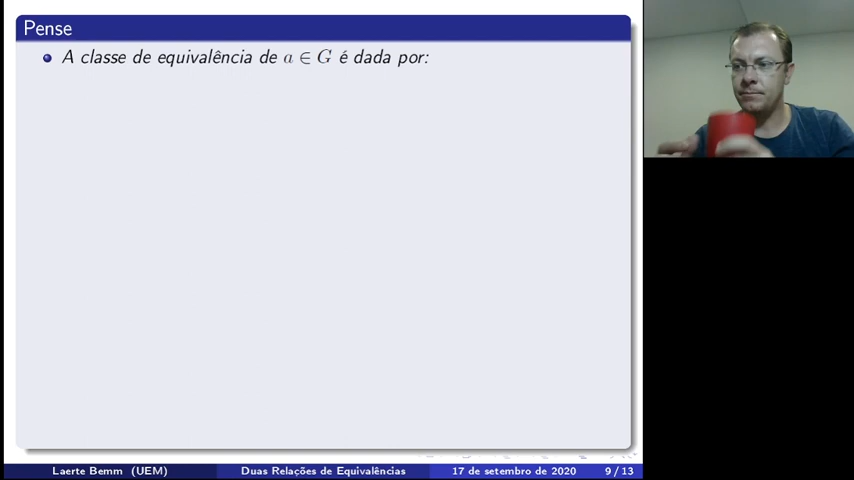 Pense
A classe de equivalência de a ∈ G é dada por:
Laerte Bemm (UEM) Duas Relações de Equivalências 17 de setembro de 2020 9 / 13